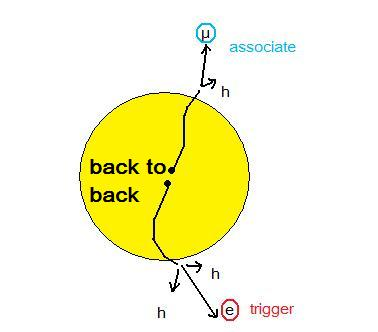 μ
associate
h
back to
back
h
h
e
trigger